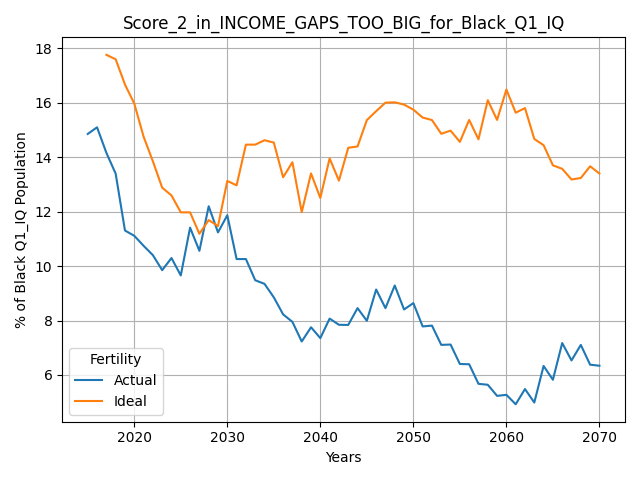 Score_2_in_INCOME_GAPS_TOO_BIG_for_Black_Q1_IQ
% of Black Q1_IQ Population
18
16
14
12
10
8
6
Fertility
Actual
Ideal
2020 2030 2040 2050 2060 2070
Years